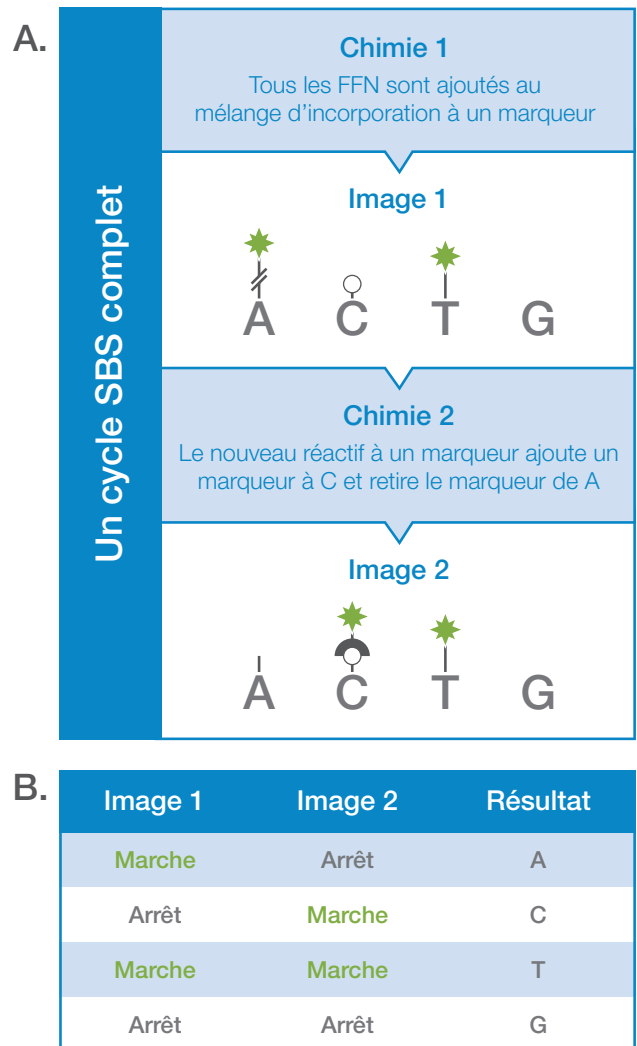 A.
Un cycle SBS complet
Chimie 1
Tous les FFN sont ajoutés au
mélange d'incorporation à un marqueur
Image 1
A C T G
Chimie 2
Le nouveau réactif à un marqueur ajoute un
marqueur à C et retire le marqueur de A
Image 2
A C T G
B.
Image 1 Image 2 Résultat
Marche Arrêt A
Arrêt Marche C
Marche Marche T
Arrêt Arrêt G